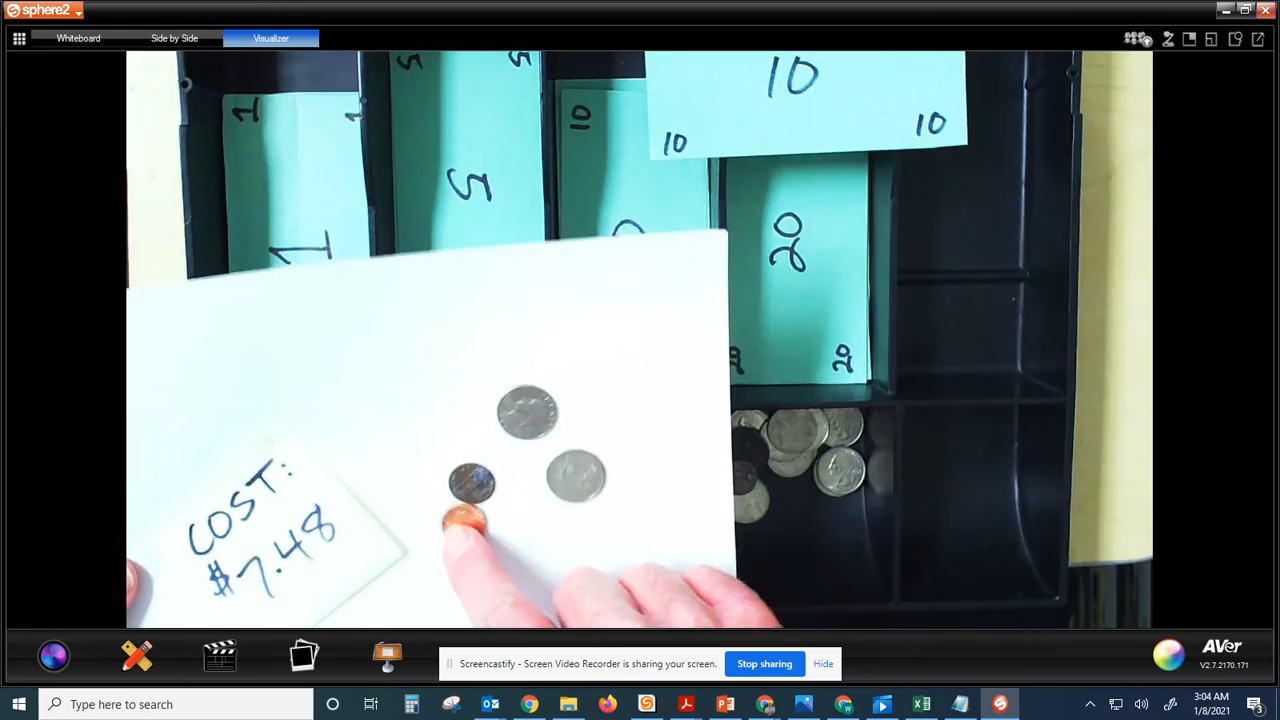 sphere2
Whiteboard
Side by Side
Visualizer
5 5
10
1 1
10
10
10
5
20
1
20
COST:
$7.48
Screencastify - Screen Video Recorder is sharing your screen.
Stop sharing
Hide
AVer
V2.7.2170.171
Type here to search
3:04 AM
1/8/2021
3